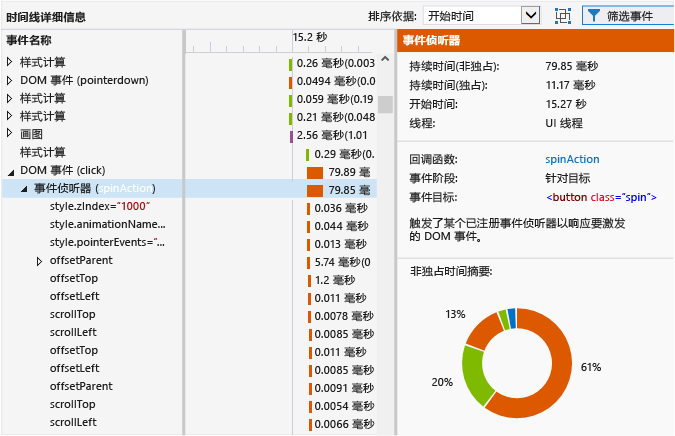 时间线详细信息 排序依据: 开始时间 筛选事件
事件名称 15.2 秒
样式计算 0.26 毫秒(0.003
DOM 事件 (pointerdown) 0.0494 毫秒(0.0
样式计算 0.059 毫秒(0.19
样式计算 0.21 毫秒(0.048
画图 2.56 毫秒(1.01
样式计算 0.29 毫秒(0.
DOM 事件 (click) 79.89 毫
事件侦听器 (spinAction) 79.85 毫
style.zIndex="1000" 0.036 毫秒
style.animationName... 0.044 毫秒
style.pointerEvents="... 0.013 毫秒
offsetParent 5.74 毫秒(0
offsetTop 1.2 毫秒(
offsetLeft 0.011 毫秒
scrollTop 0.0078 毫秒
scrollLeft 0.0085 毫秒
offsetTop 0.011 毫秒
offsetLeft 0.0085 毫秒
offsetParent 0.0091 毫秒
scrollTop 0.0054 毫秒
scrollLeft 0.0066 毫秒
事件侦听器
持续时间(非独占): 79.85 毫秒
持续时间(独占): 11.17 毫秒
开始时间: 15.27 秒
线程: UI 线程
回调函数: spinAction
事件阶段: 针对目标
事件目标: <button class="spin">
触发了某个已注册事件侦听器以响应要激发
的 DOM 事件。
非独占时间摘要:
13%
61%
20%